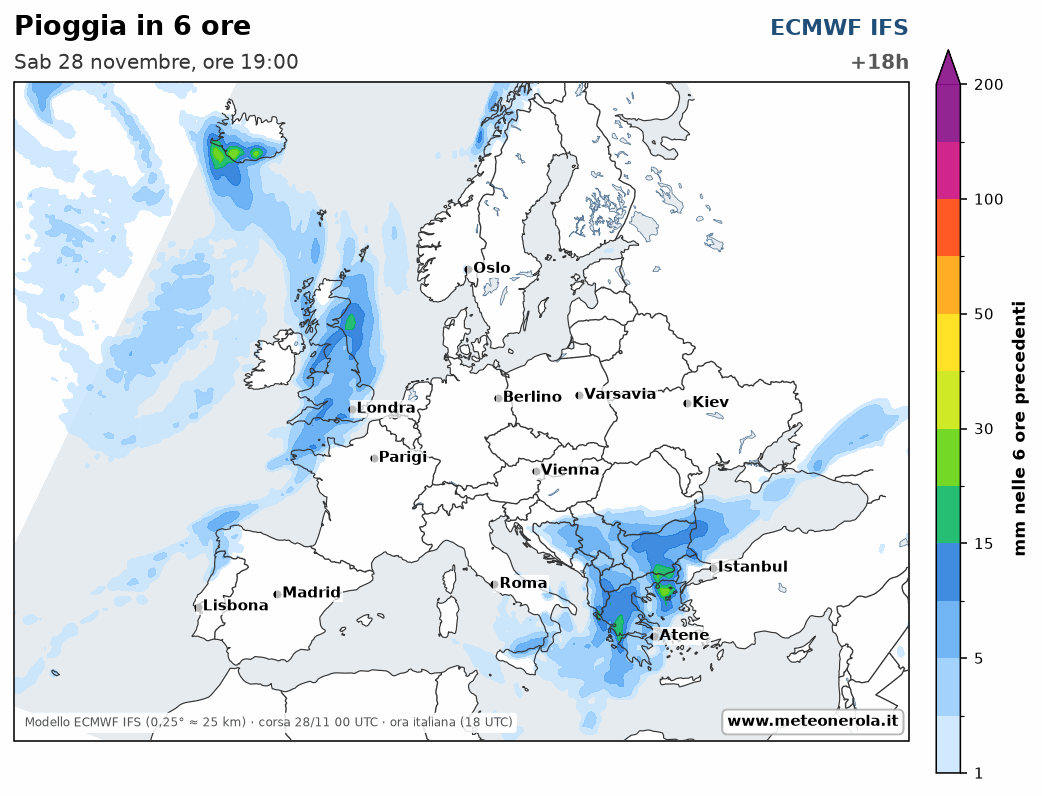 Pioggia in 6 ore
ECMWF IFS
Sab 28 novembre, ore 19:00
+18h
200
100
50
30
15
5
1
mm nelle 6 ore precedenti
Oslo
Berlino
Varsavia
Kiev
Londra
Parigi
Vienna
Istanbul
Roma
Madrid
Lisbona
Atene
Modello ECMWF IFS (0,25° ≈ 25 km) · corsa 28/11 00 UTC · ora italiana (18 UTC)
www.meteonerola.it